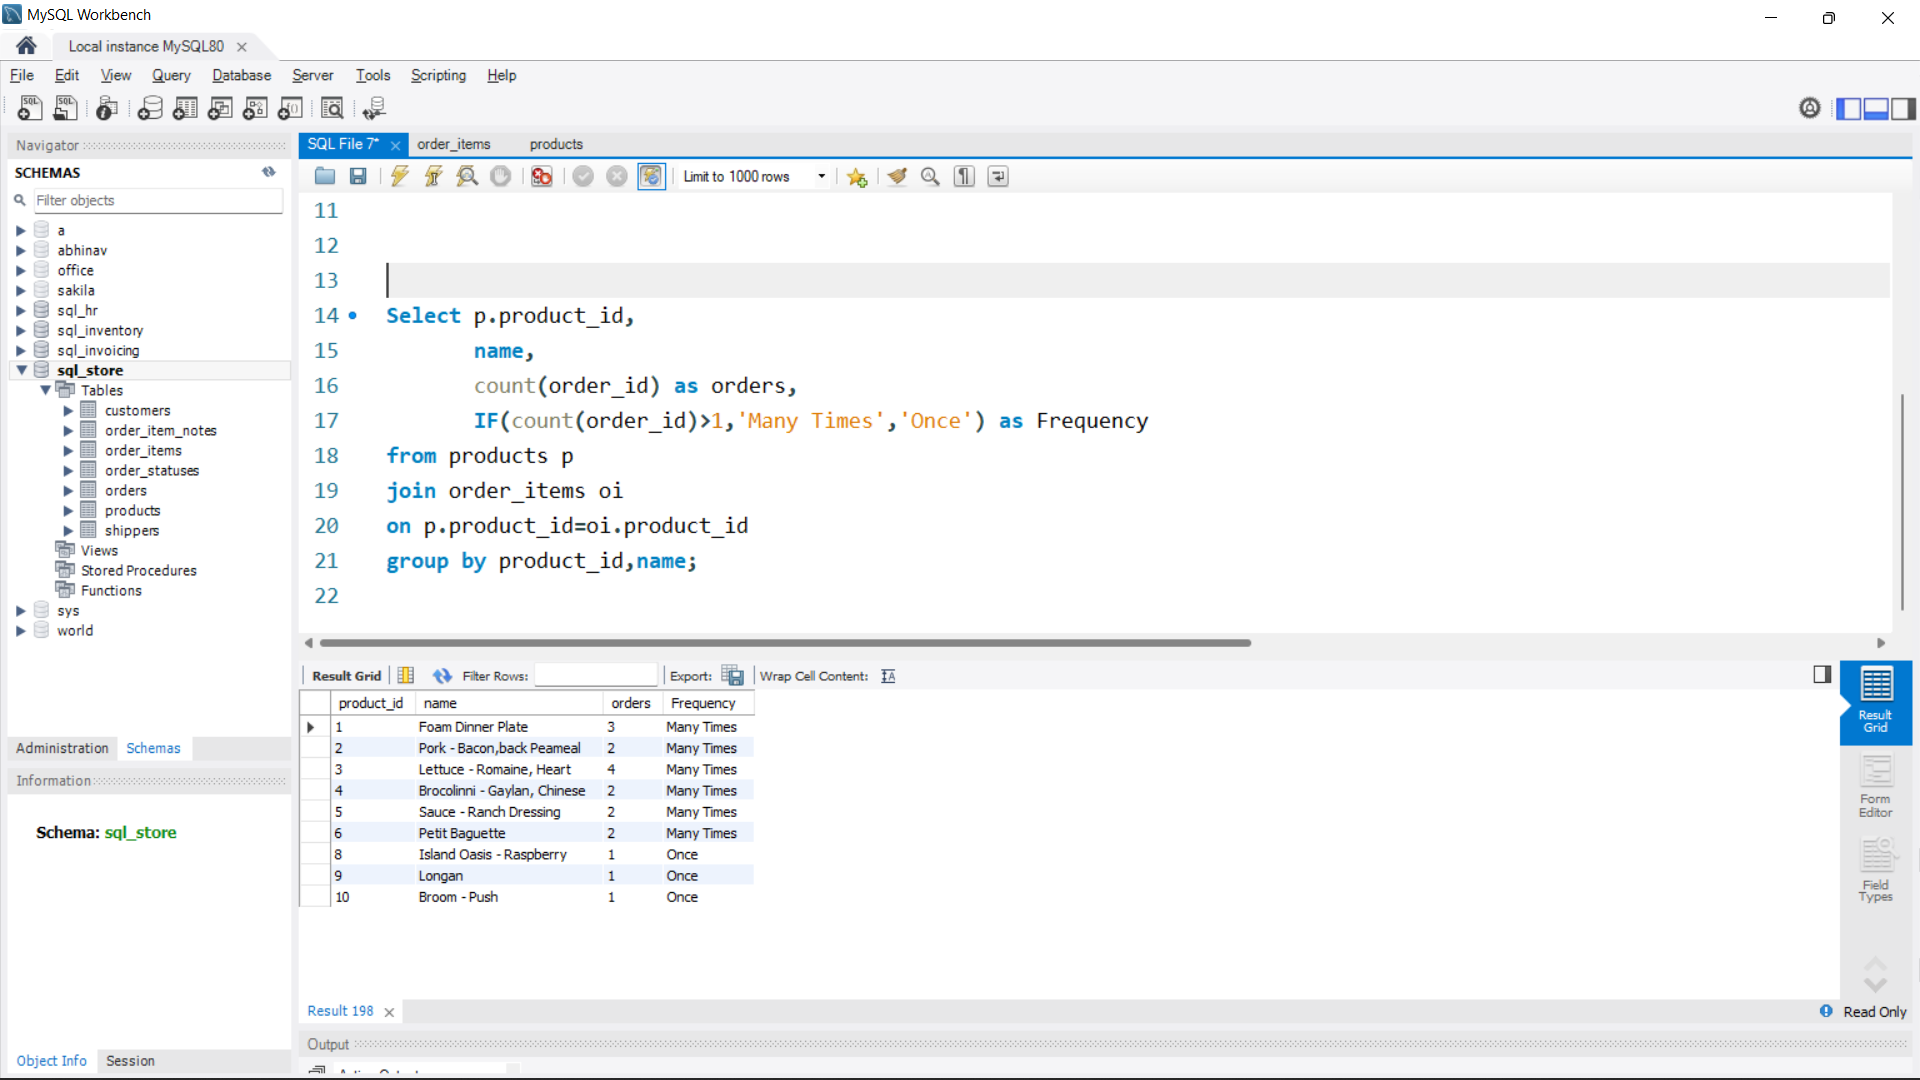 MySQL Workbench
Local instance MySQL80
File Edit View Query Database Server Tools Scripting Help
Navigator
SCHEMAS
Filter objects
a
abhinav
office
sakila
sql_hr
sql_inventory
sql_invoicing
sql_store
Tables
customers
order_item_notes
order_items
order_statuses
orders
products
shippers
Views
Stored Procedures
Functions
sys
world
Administration Schemas
Information
Schema: sql_store
Object Info Session
SQL File 7* order_items products
Limit to 1000 rows
11
12
13
14 Select p.product_id,
15 name,
16 count(order_id) as orders,
17 IF(count(order_id)>1,'Many Times','Once') as Frequency
18 from products p
19 join order_items oi
20 on p.product_id=oi.product_id
21 group by product_id,name;
22
Result Grid Filter Rows: Export: Wrap Cell Content:
product_id name orders Frequency
1 Foam Dinner Plate 3 Many Times
2 Pork - Bacon,back Peameal 2 Many Times
3 Lettuce - Romaine, Heart 4 Many Times
4 Brocolinni - Gaylan, Chinese 2 Many Times
5 Sauce - Ranch Dressing 2 Many Times
6 Petit Baguette 2 Many Times
8 Island Oasis - Raspberry 1 Once
9 Longan 1 Once
10 Broom - Push 1 Once
Result
Grid
Form
Editor
Field
Types
Result 198
Read Only
Output